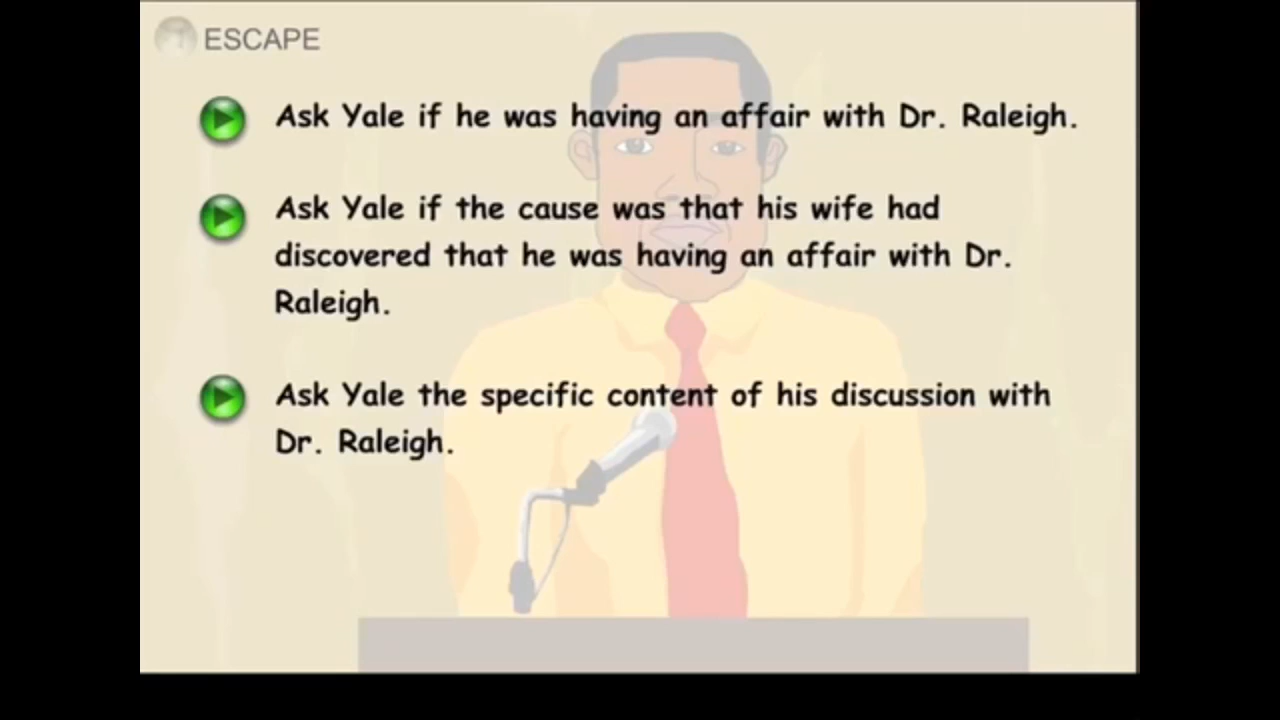 ESCAPE
Ask Yale if he was having an affair with Dr. Raleigh.
Ask Yale if the cause was that his wife had
discovered that he was having an affair with Dr.
Raleigh.
Ask Yale the specific content of his discussion with
Dr. Raleigh.